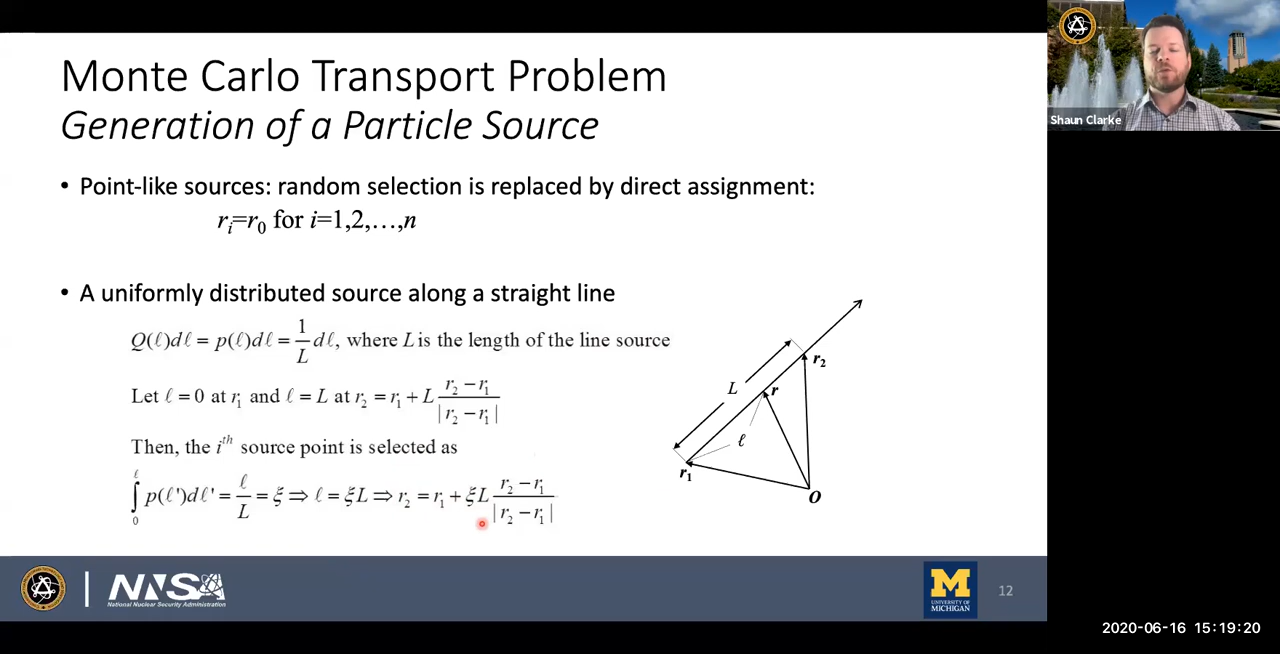 Monte Carlo Transport Problem
Generation of a Particle Source
Shaun Clarke
• Point-like sources: random selection is replaced by direct assignment:
r_i=r_0 for i=1,2,…,n
• A uniformly distributed source along a straight line
Q(ℓ)dℓ = p(ℓ)dℓ = 1/L dℓ, where L is the length of the line source
Let ℓ = 0 at r_1 and ℓ = L at r_2 = r_1 + L (r_2 − r_1)/|r_2 − r_1|
Then, the i^th source point is selected as
∫_0^ℓ p(ℓ')dℓ' = ℓ/L = ξ ⇒ ℓ = ξL ⇒ r_2 = r_1 + ξL (r_2 − r_1)/|r_2 − r_1|
r_2
L
r
ℓ
r_1
O
NNSA
National Nuclear Security Administration
M
UNIVERSITY OF
MICHIGAN
12
2020-06-16 15:19:20